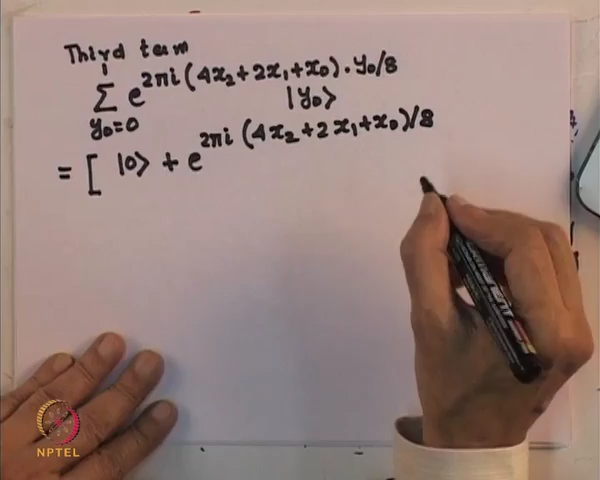 Third term
1
∑ e^{2πi(4x₂+2x₁+x₀)·y₀/8} |y₀⟩
y₀=0
= [ |0⟩ + e^{2πi(4x₂+2x₁+x₀)/8}
NPTEL